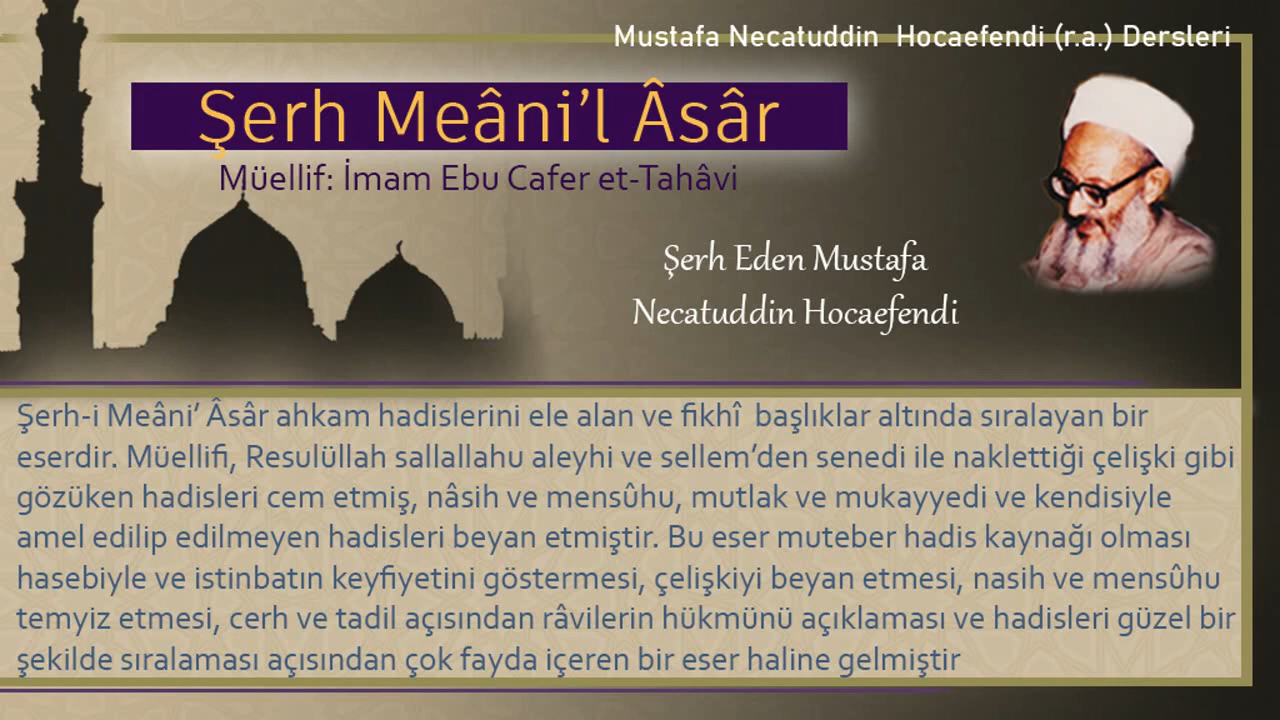 Mustafa Necatuddin Hocaefendi (r.a.) Dersleri
Şerh Meâni’l Âsâr
Müellif: İmam Ebu Cafer et-Tahâvi
Şerh Eden Mustafa
Necatuddin Hocaefendi
Şerh-i Meâni’ Âsâr ahkam hadislerini ele alan ve fikhî başlıklar altında sıralayan bir
eserdir. Müellifi, Resulüllah sallallahu aleyhi ve sellem’den senedi ile naklettiği çelişki gibi
gözüken hadisleri cem etmiş, nâsih ve mensûhu, mutlak ve mukayyedi ve kendisiyle
amel edilip edilmeyen hadisleri beyan etmiştir. Bu eser muteber hadis kaynağı olması
hasebiyle ve istinbatın keyfiyetini göstermesi, çelişkiyi beyan etmesi, nasih ve mensûhu
temyiz etmesi, cerh ve tadil açısından râvilerin hükmünü açıklaması ve hadisleri güzel bir
şekilde sıralaması açısından çok fayda içeren bir eser haline gelmiştir